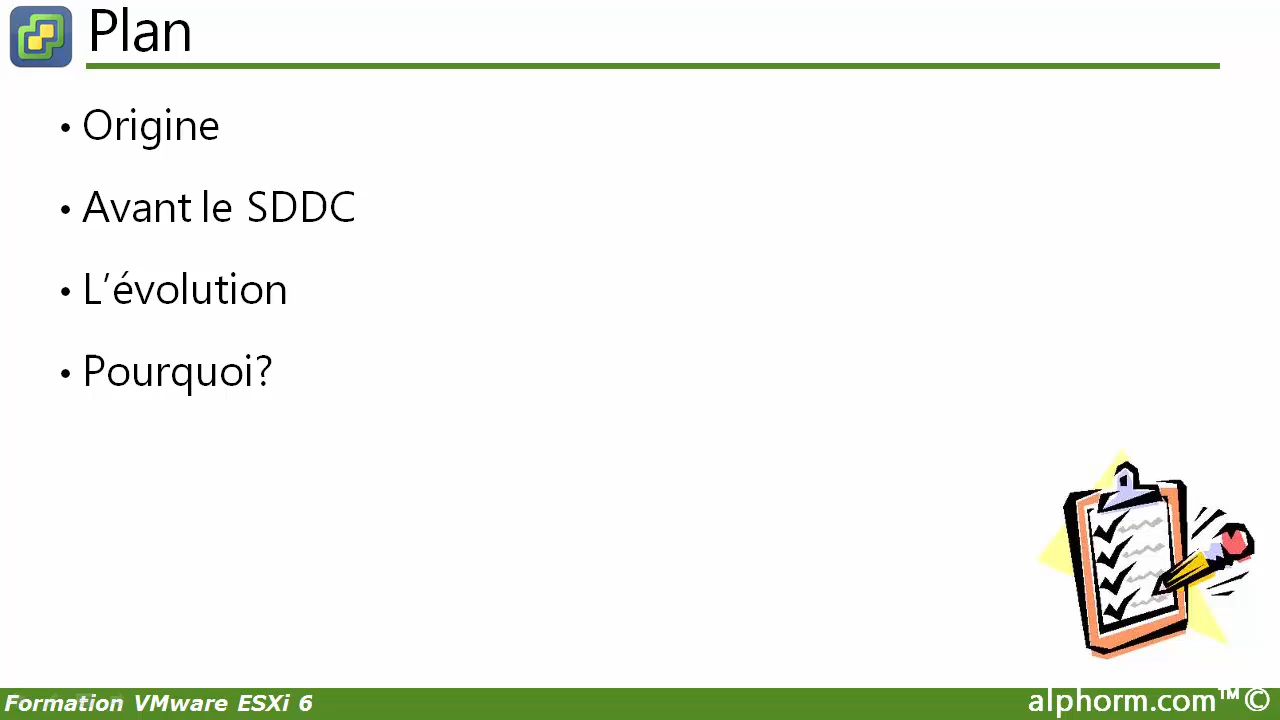 Plan
• Origine
• Avant le SDDC
• L’évolution
• Pourquoi?
Formation VMware ESXi 6
alphorm.com™©